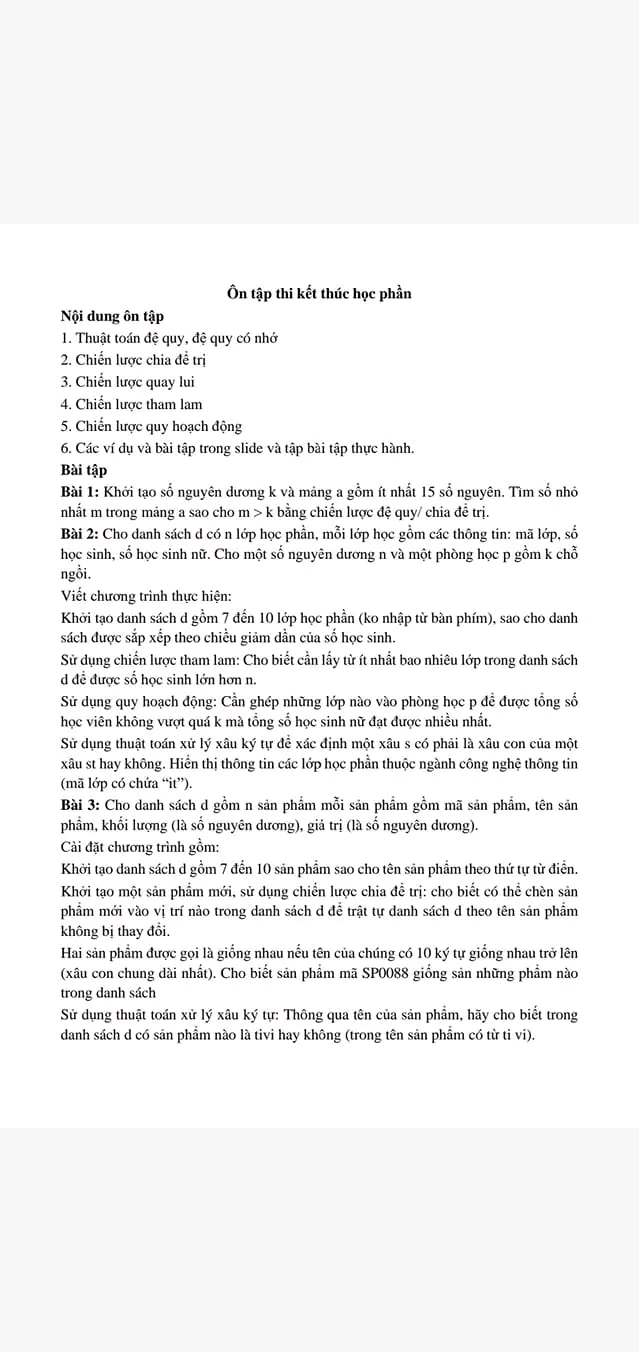 Ôn tập thi kết thúc học phần
Nội dung ôn tập
1. Thuật toán đệ quy, đệ quy có nhớ
2. Chiến lược chia để trị
3. Chiến lược quay lui
4. Chiến lược tham lam
5. Chiến lược quy hoạch động
6. Các ví dụ và bài tập trong slide và tập bài tập thực hành.
Bài tập
Bài 1: Khởi tạo số nguyên dương k và mảng a gồm ít nhất 15 số nguyên. Tìm số nhỏ
nhất m trong mảng a sao cho m > k bằng chiến lược đệ quy/ chia để trị.
Bài 2: Cho danh sách d có n lớp học phần, mỗi lớp học gồm các thông tin: mã lớp, số
học sinh, số học sinh nữ. Cho một số nguyên dương n và một phòng học p gồm k chỗ
ngồi.
Viết chương trình thực hiện:
Khởi tạo danh sách d gồm 7 đến 10 lớp học phần (ko nhập từ bàn phím), sao cho danh
sách được sắp xếp theo chiều giảm dần của số học sinh.
Sử dụng chiến lược tham lam: Cho biết cần lấy từ ít nhất bao nhiêu lớp trong danh sách
d để được số học sinh lớn hơn n.
Sử dụng quy hoạch động: Cần ghép những lớp nào vào phòng học p để được tổng số
học viên không vượt quá k mà tổng số học sinh nữ đạt được nhiều nhất.
Sử dụng thuật toán xử lý xâu ký tự để xác định một xâu s có phải là xâu con của một
xâu st hay không. Hiển thị thông tin các lớp học phần thuộc ngành công nghệ thông tin
(mã lớp có chứa “it”).
Bài 3: Cho danh sách d gồm n sản phẩm mỗi sản phẩm gồm mã sản phẩm, tên sản
phẩm, khối lượng (là số nguyên dương), giá trị (là số nguyên dương).
Cài đặt chương trình gồm:
Khởi tạo danh sách d gồm 7 đến 10 sản phẩm sao cho tên sản phẩm theo thứ tự từ điển.
Khởi tạo một sản phẩm mới, sử dụng chiến lược chia để trị: cho biết có thể chèn sản
phẩm mới vào vị trí nào trong danh sách d để trật tự danh sách d theo tên sản phẩm
không bị thay đổi.
Hai sản phẩm được gọi là giống nhau nếu tên của chúng có 10 ký tự giống nhau trở lên
(xâu con chung dài nhất). Cho biết sản phẩm mã SP0088 giống sản những phẩm nào
trong danh sách
Sử dụng thuật toán xử lý xâu ký tự: Thông qua tên của sản phẩm, hãy cho biết trong
danh sách d có sản phẩm nào là tivi hay không (trong tên sản phẩm có từ ti vi).